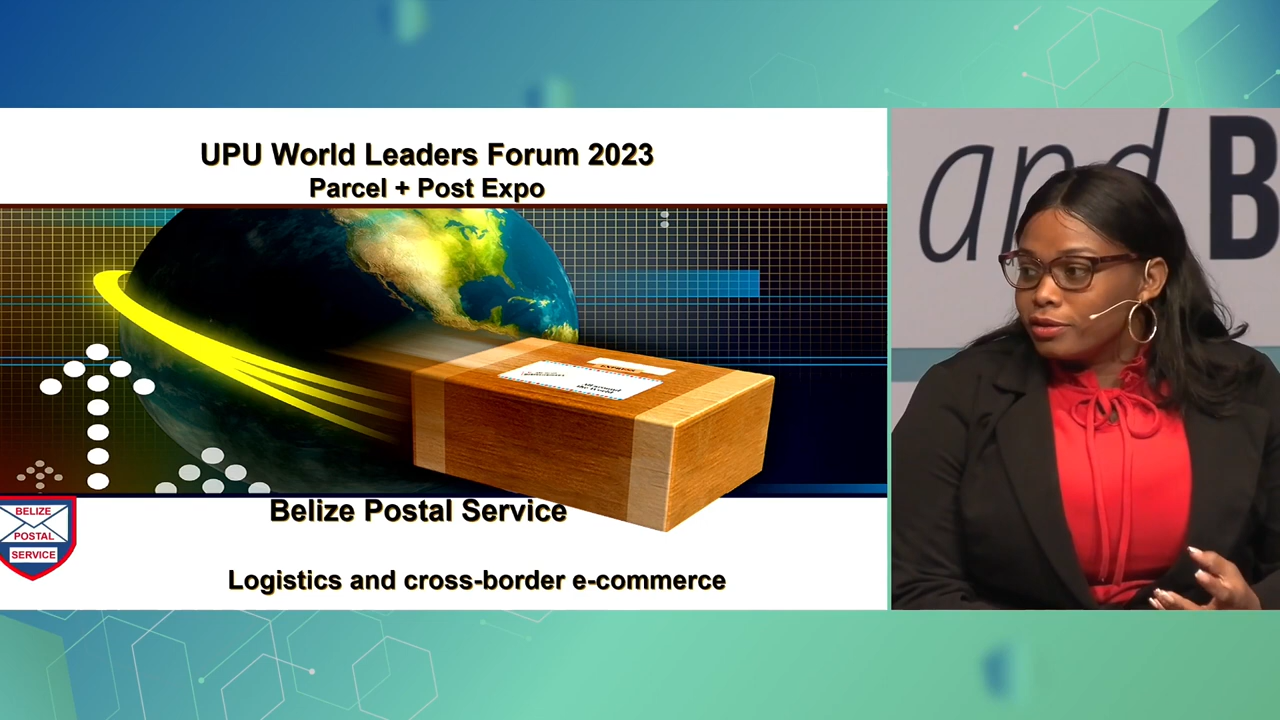 UPU World Leaders Forum 2023
Parcel + Post Expo
EXPRESS
Belize Postal Service
BELIZE
POSTAL
SERVICE
Logistics and cross-border e-commerce
and B